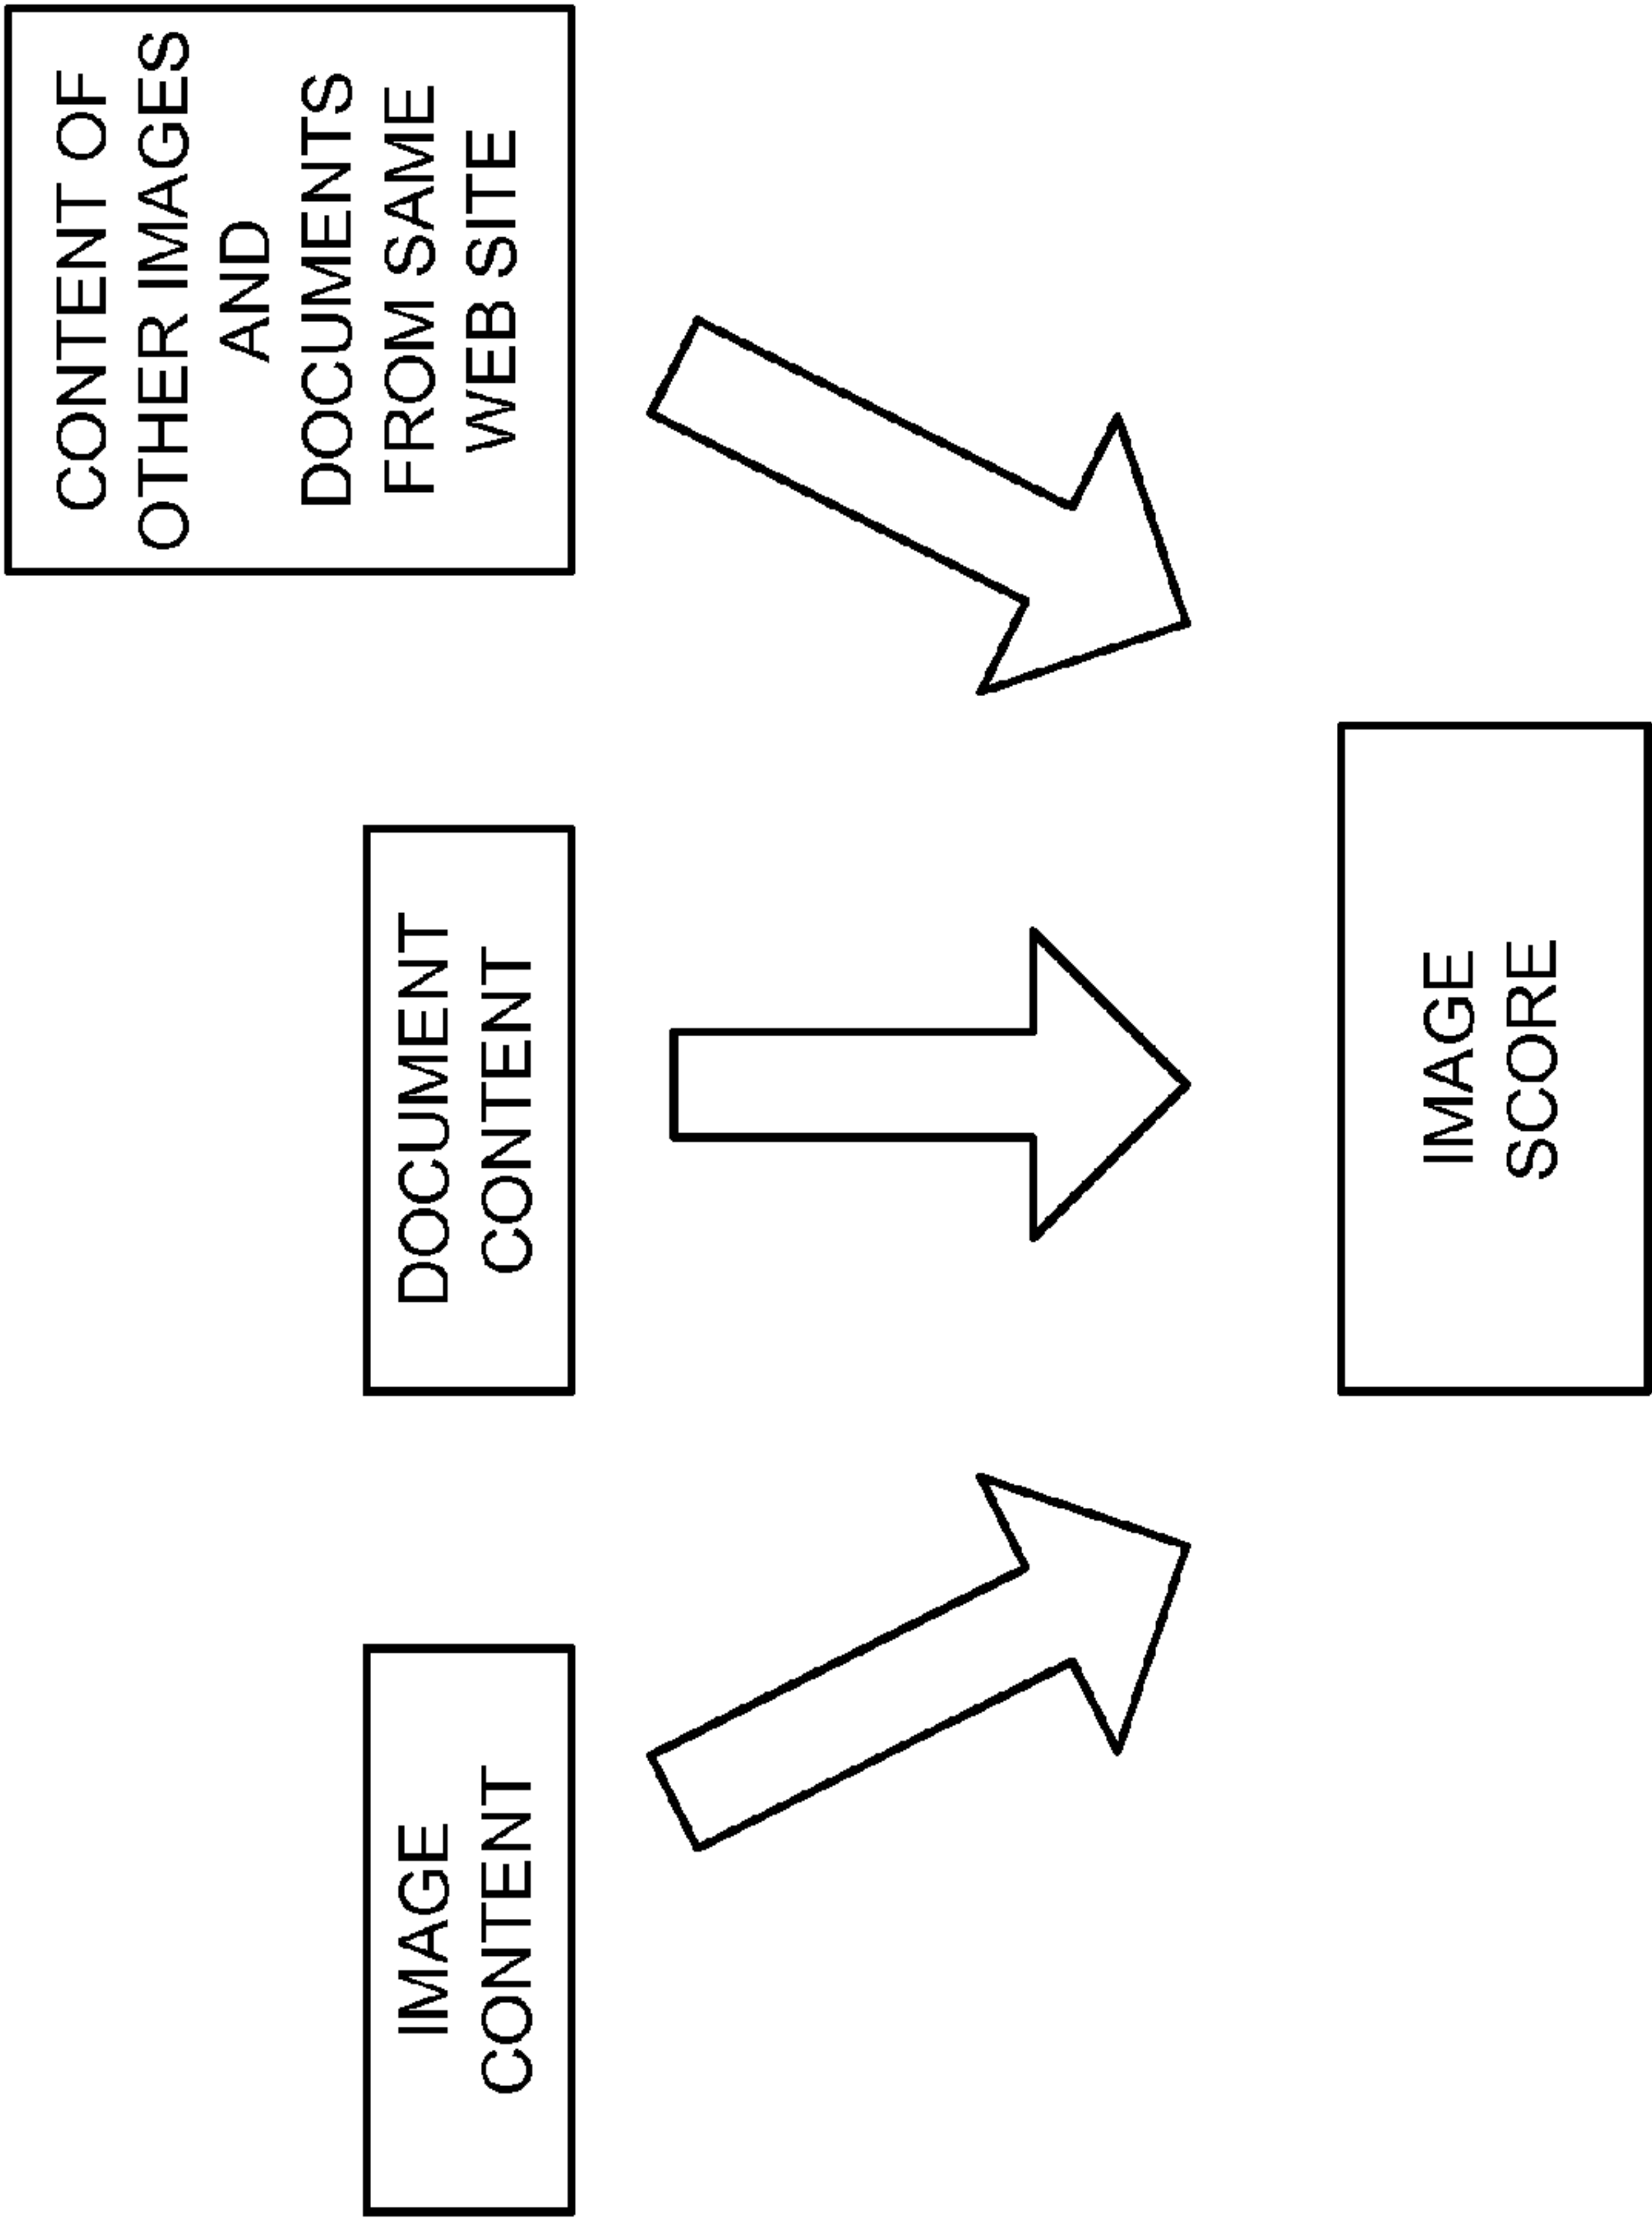 IMAGE
CONTENT
DOCUMENT
CONTENT
CONTENT OF
OTHER IMAGES
AND
DOCUMENTS
FROM SAME
WEB SITE
IMAGE
SCORE